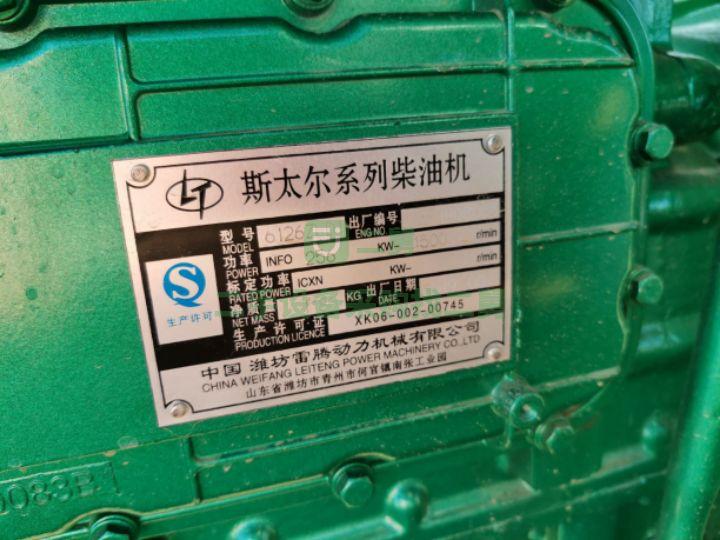 LT 斯太尔系列柴油机
型号 6126 出厂编号
MODEL ENG NO
功率 INFO 256 KW- 1500 r/min
POWER
标定功率 ICXN KW- r/min
RATED POWER
净质量 KG 出厂日期
NET MASS DATE
生产许可证 XK06-002-00745
PRODUCTION LICENCE
生产许可
中国 潍坊雷腾动力机械有限公司
CHINA WEIFANG LEITENG POWER MACHINERY CO.,LTD
山东省潍坊市青州市何官镇南张工业园
0083B1